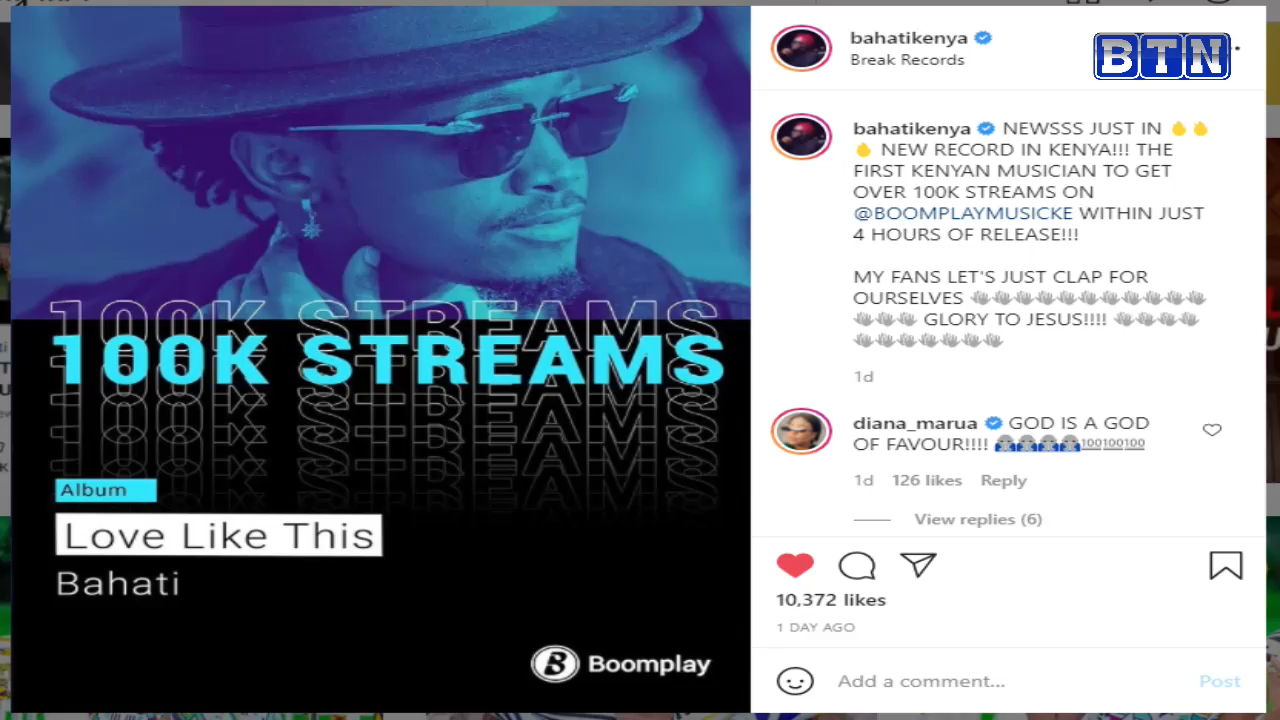 100K STREAMS
Album
Love Like This
Bahati
B Boomplay
bahatikenya
Break Records
BTN
bahatikenya NEWSSS JUST IN 
NEW RECORD IN KENYA!!! THE
FIRST KENYAN MUSICIAN TO GET
OVER 100K STREAMS ON
@BOOMPLAYMUSICKE WITHIN JUST
4 HOURS OF RELEASE!!!
MY FANS LET'S JUST CLAP FOR
OURSELVES 👏👏👏👏👏👏👏👏👏👏👏
👏👏👏 GLORY TO JESUS!!!! 👏👏👏👏
👏👏👏👏👏👏👏
1d
diana_marua GOD IS A GOD
OF FAVOUR!!!! 💯💯💯
1d 126 likes Reply
View replies (6)
10,372 likes
1 DAY AGO
Add a comment... Post